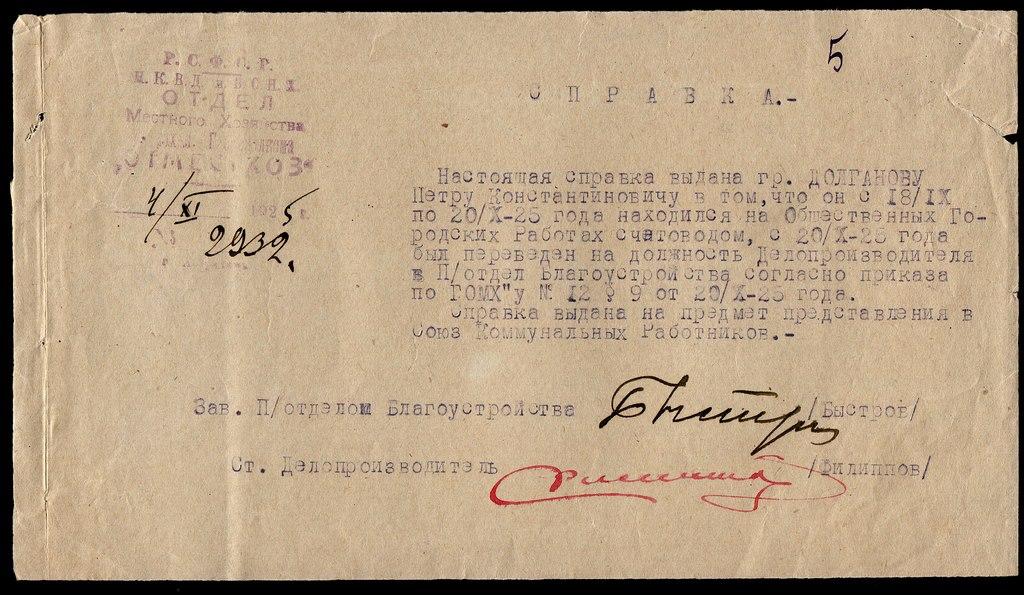 5
Р. С. Ф. С. Р.
ОТДЕЛ
Местного Хозяйства
С П Р А В К А.-
4/XI 1925 г.
2932.
Настоящая справка выдана гр. ДОЛГАНОВУ
Петру Константиновичу в том, что он с 18/IX
по 20/X-25 года находился на Общественных Го-
родских Работах Счетоводом, с 20/X-25 года
был переведен на должность Делопроизводителя
в П/отдел Благоустройства согласно приказа
по ГОМХ"у № 12 § 9 от 20/X-25 года.
Справка выдана на предмет представления в
Союз Коммунальных Работников.-
Зав. П/отделом Благоустройства /Быстров/
Ст. Делопроизводитель /Филиппов/